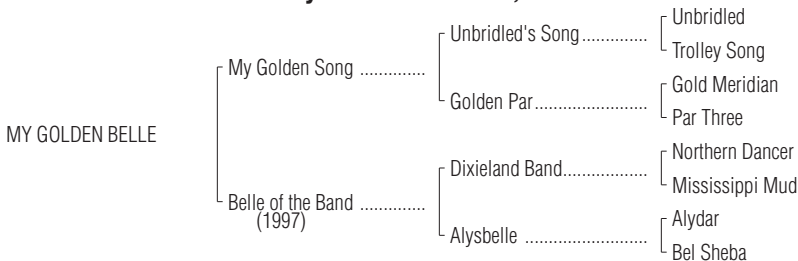 Unbridled
Unbridled's Song ..............
Trolley Song
My Golden Song ..............
Gold Meridian
Golden Par........................
Par Three
MY GOLDEN BELLE
Northern Dancer
Dixieland Band..................
Mississippi Mud
Belle of the Band ..............
(1997)
Alydar
Alysbelle ..........................
Bel Sheba